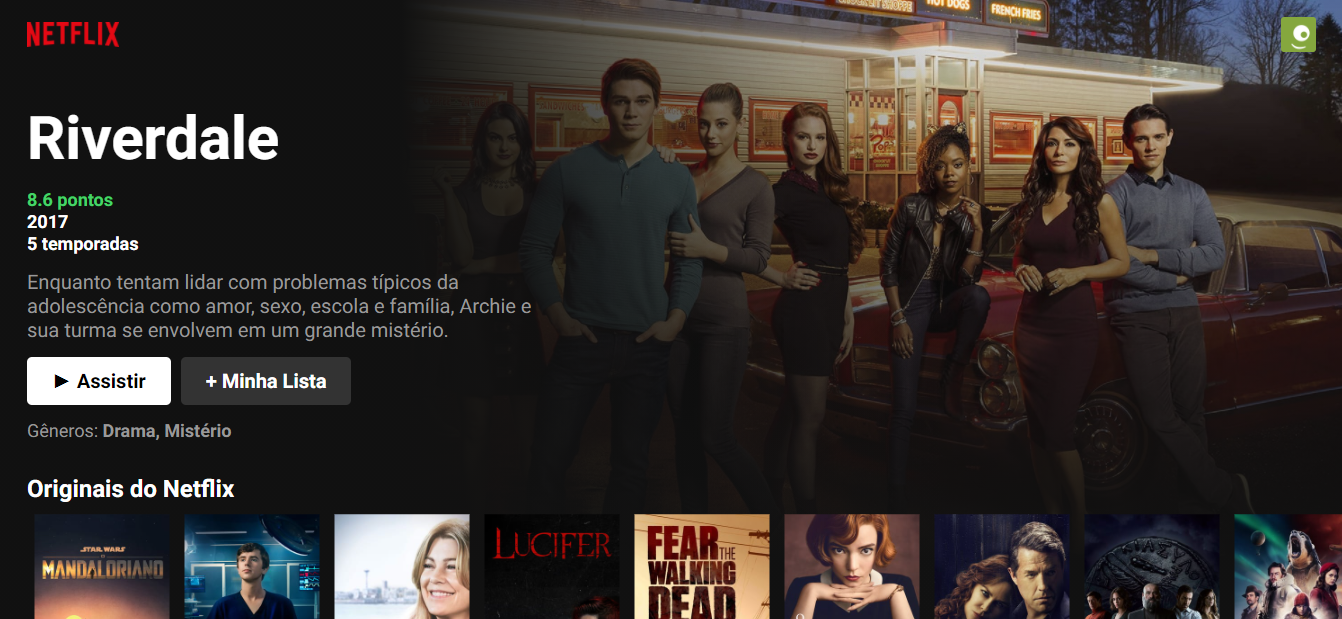 HOT DOGS
FRENCH FRIES
NETFLIX
Riverdale
8.6 pontos
2017
5 temporadas
Enquanto tentam lidar com problemas típicos da
adolescência como amor, sexo, escola e família, Archie e
sua turma se envolvem em um grande mistério.
▶ Assistir
+ Minha Lista
Gêneros: Drama, Mistério
Originais do Netflix
STAR WARS
MANDALORIANO
LUCIFER
FEAR THE
WALKING
DEAD